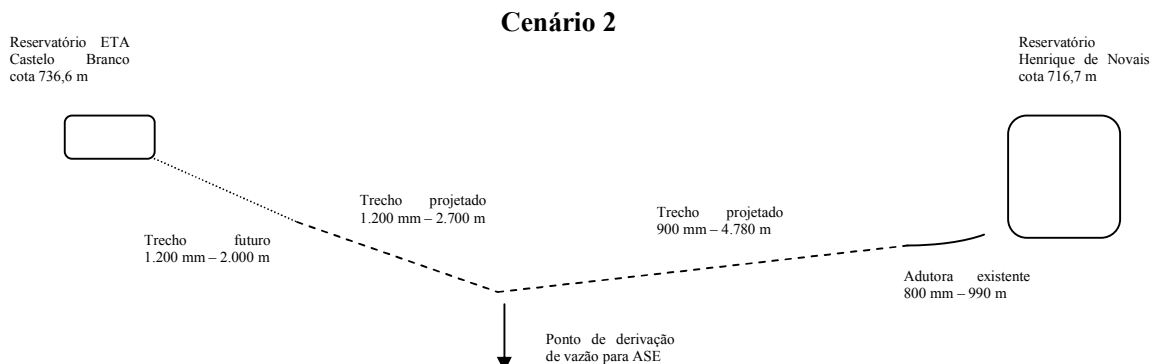 Cenário 2
Reservatório ETA
Castelo Branco
cota 736,6 m
Reservatório
Henrique de Novais
cota 716,7 m
Trecho projetado
1.200 mm – 2.700 m
Trecho projetado
900 mm – 4.780 m
Trecho futuro
1.200 mm – 2.000 m
Adutora existente
800 mm – 990 m
Ponto de derivação
de vazão para ASE